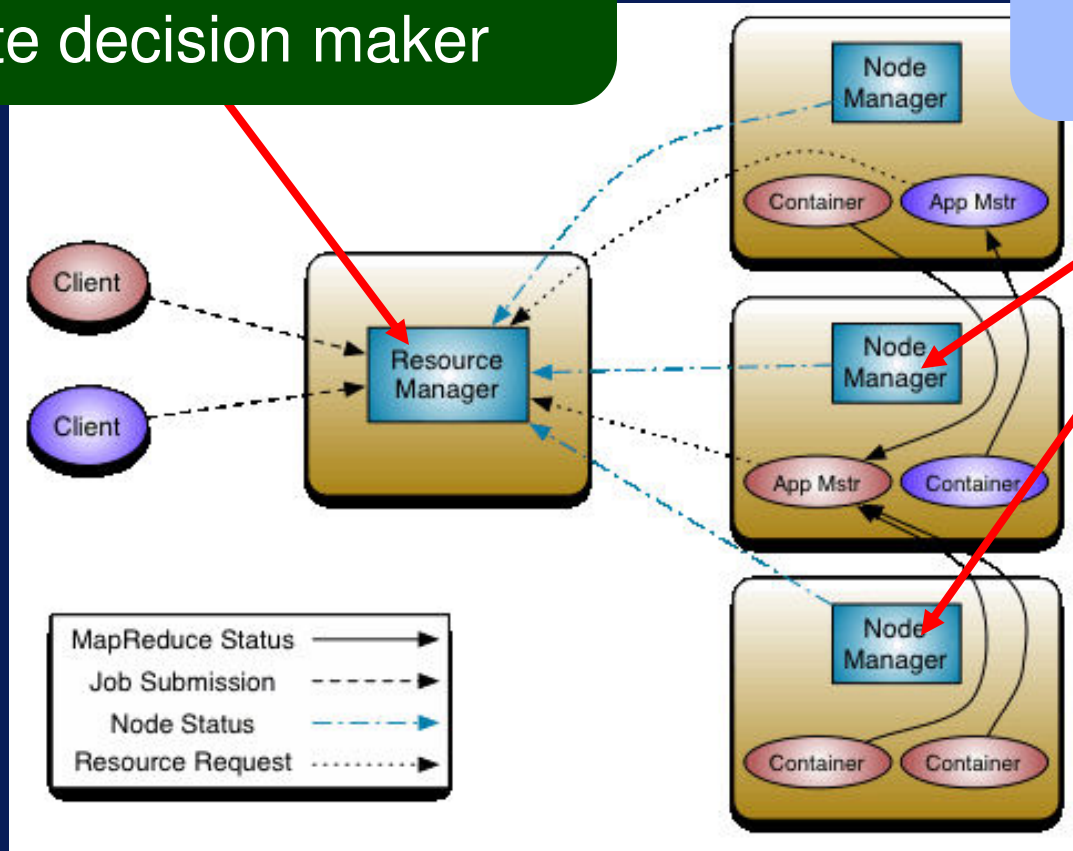 te decision maker
Node
Manager
Container
App Mstr
Client
Resource
Manager
Node
Manager
Client
App Mstr
Container
MapReduce Status
Job Submission
Node Status
Resource Request
Node
Manager
Container
Container